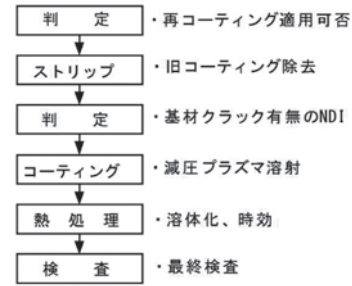 判定 ・再コーティング適用可否
ストリップ ・旧コーティング除去
判定 ・基材クラック有無のNDI
コーティング ・減圧プラズマ溶射
熱処理 ・溶体化、時効
検査 ・最終検査